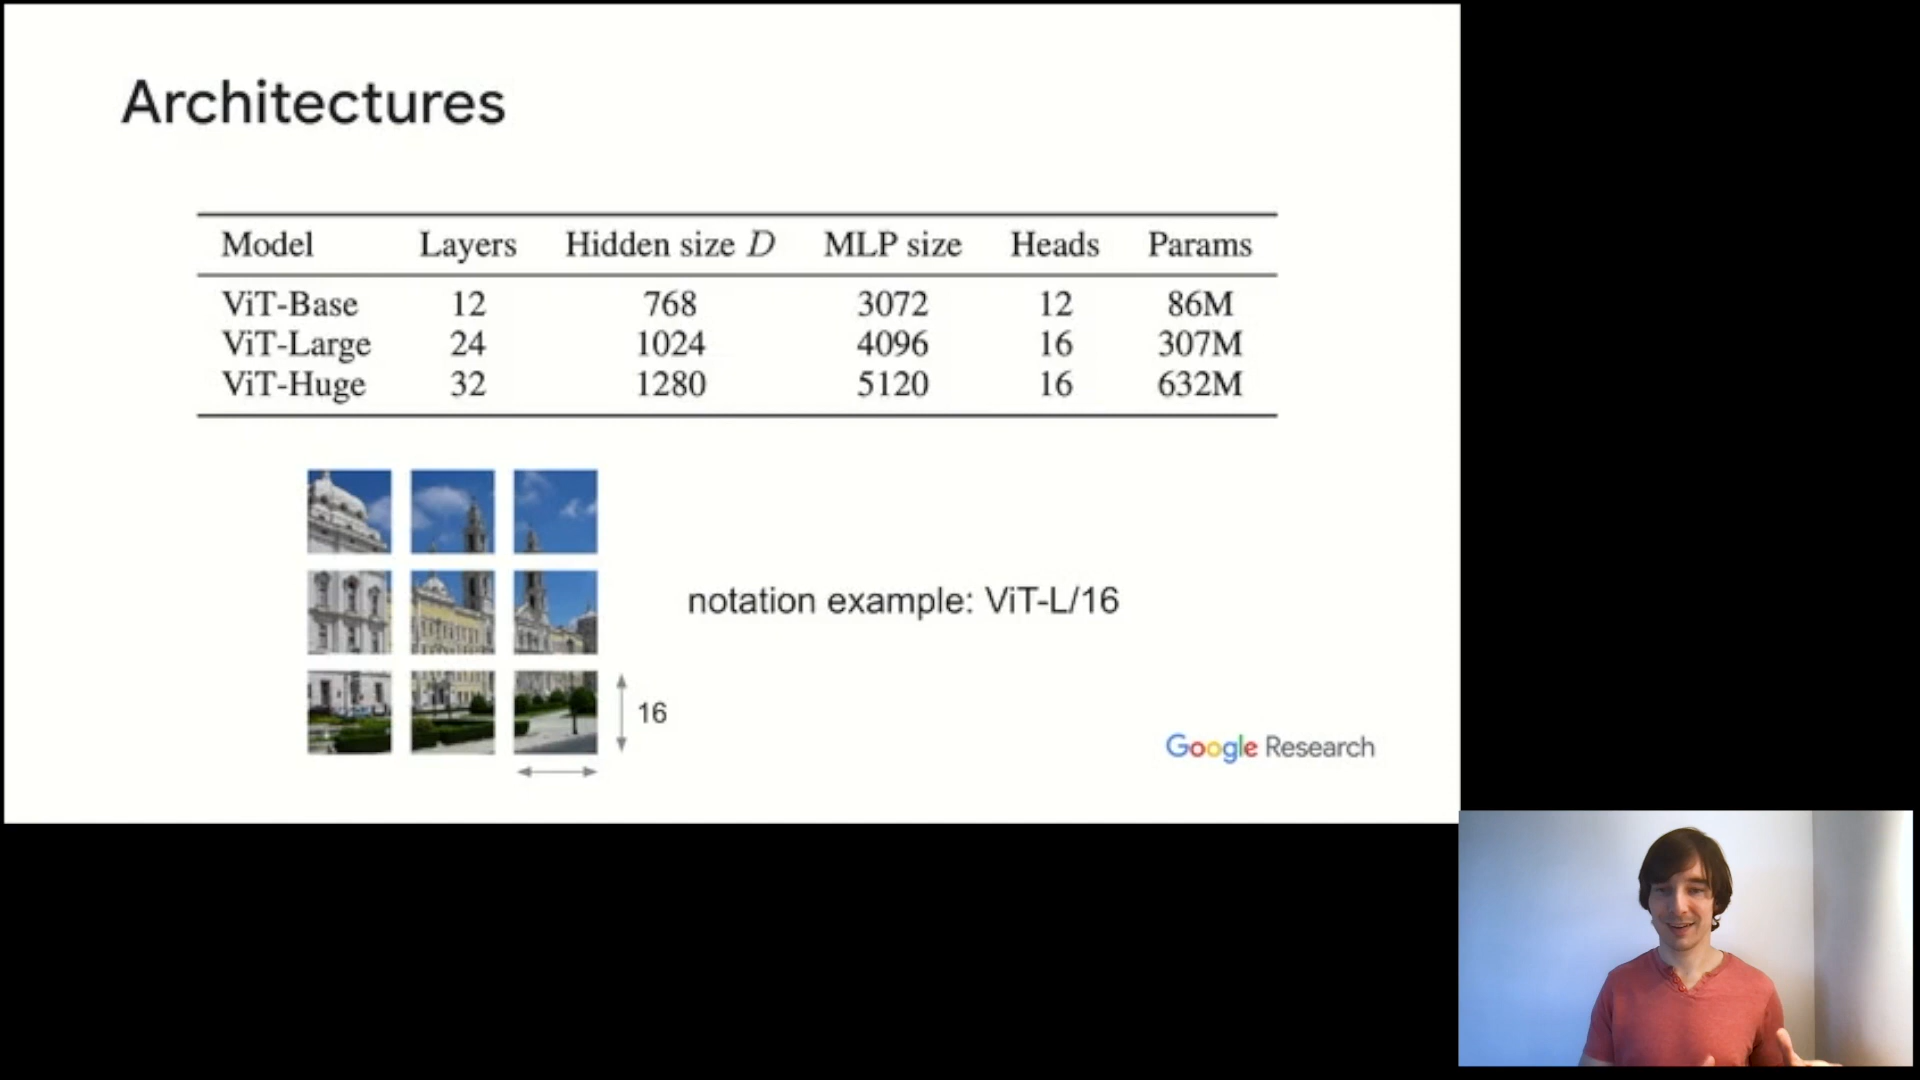 Architectures
Model Layers Hidden size D MLP size Heads Params
ViT-Base 12 768 3072 12 86M
ViT-Large 24 1024 4096 16 307M
ViT-Huge 32 1280 5120 16 632M
notation example: ViT-L/16
16
Google Research